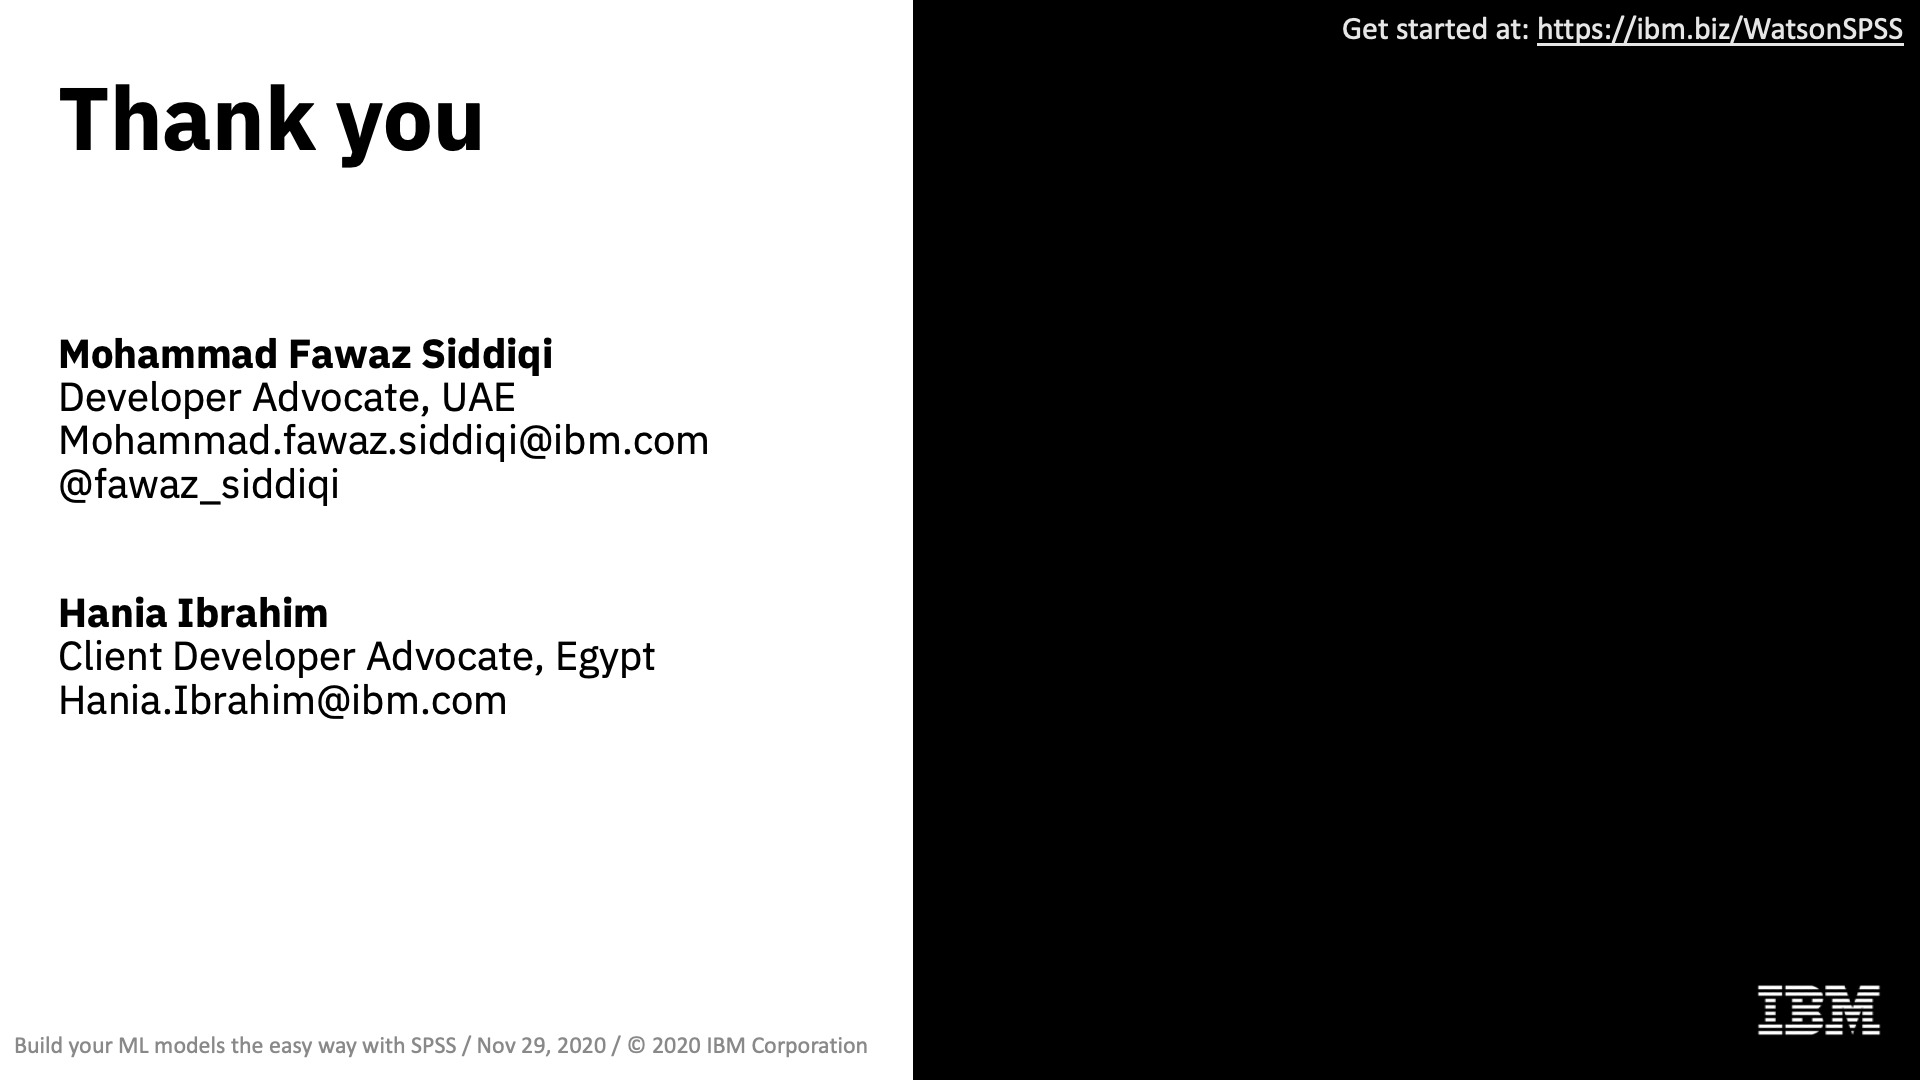 Get started at: https://ibm.biz/WatsonSPSS
Thank you
Mohammad Fawaz Siddiqi
Developer Advocate, UAE
Mohammad.fawaz.siddiqi@ibm.com
@fawaz_siddiqi
Hania Ibrahim
Client Developer Advocate, Egypt
Hania.Ibrahim@ibm.com
IBM
Build your ML models the easy way with SPSS / Nov 29, 2020 / © 2020 IBM Corporation